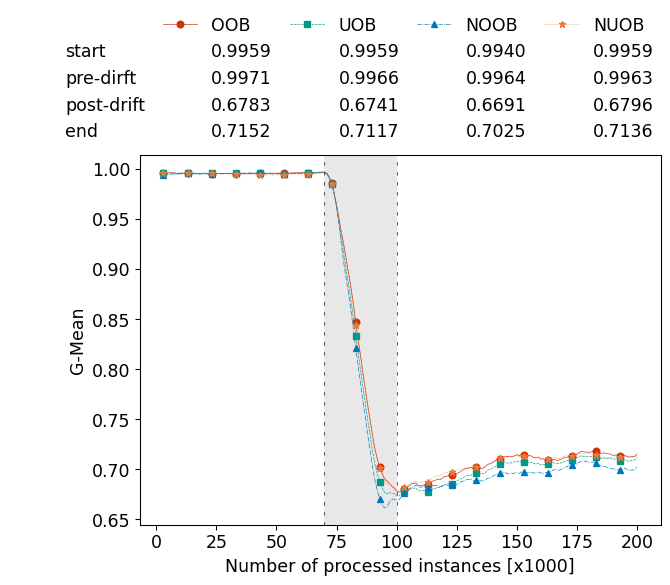 OOB UOB NOOB NUOB
start 0.9959 0.9959 0.9940 0.9959
pre-dirft 0.9971 0.9966 0.9964 0.9963
post-drift 0.6783 0.6741 0.6691 0.6796
end 0.7152 0.7117 0.7025 0.7136
1.00
0.95
0.90
0.85
0.80
0.75
0.70
0.65
G-Mean
0 25 50 75 100 125 150 175 200
Number of processed instances [x1000]